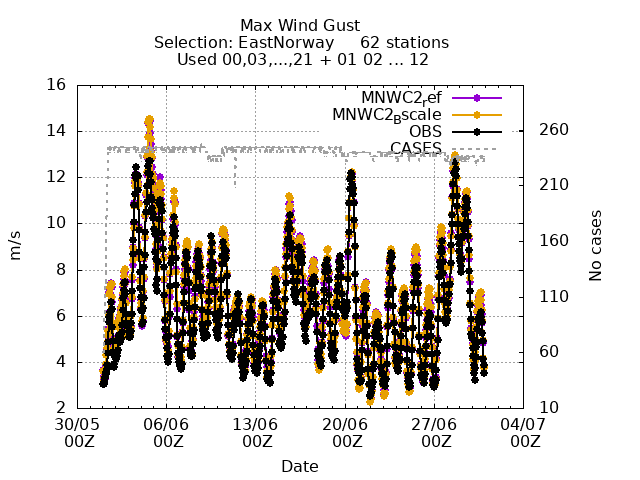 Max Wind Gust
Selection: EastNorway 62 stations
Used 00,03,...,21 + 01 02 ... 12
MNWC2ref
MNWC2Bscale
OBS
CASES
16
14
12
10
8
6
4
2
260
210
160
110
60
10
m/s
No cases
30/05 06/06 13/06 20/06 27/06 04/07
00Z 00Z 00Z 00Z 00Z 00Z
Date